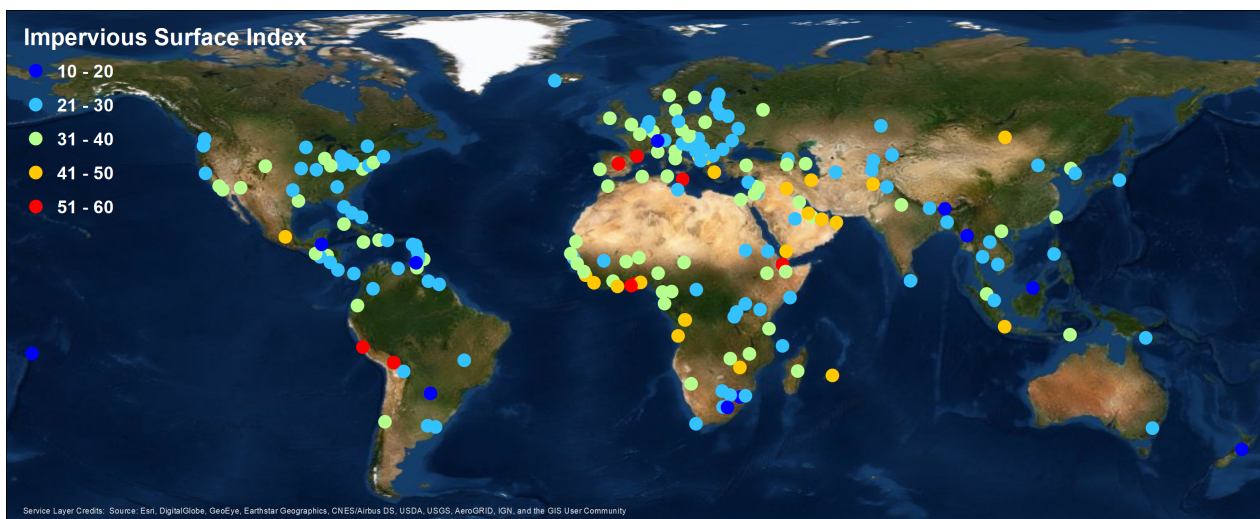 Impervious Surface Index
10 - 20
21 - 30
31 - 40
41 - 50
51 - 60
Service Layer Credits: Source: Esri, DigitalGlobe, GeoEye, Earthstar Geographics, CNES/Airbus DS, USDA, USGS, AeroGRID, IGN, and the GIS User Community